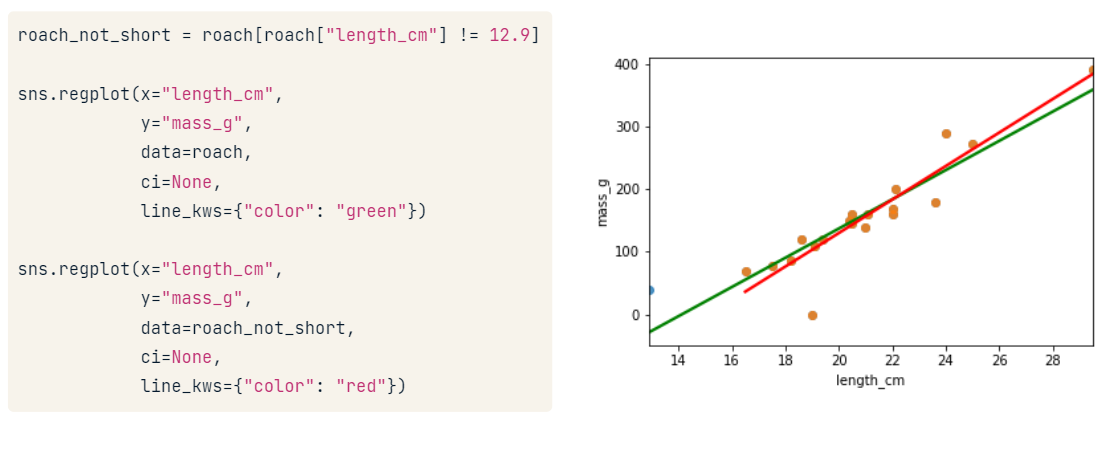 roach_not_short = roach[roach["length_cm"] != 12.9]
sns.regplot(x="length_cm",
            y="mass_g",
            data=roach,
            ci=None,
            line_kws={"color": "green"})
sns.regplot(x="length_cm",
            y="mass_g",
            data=roach_not_short,
            ci=None,
            line_kws={"color": "red"})
400
300
200
100
0
mass_g
14 16 18 20 22 24 26 28
length_cm